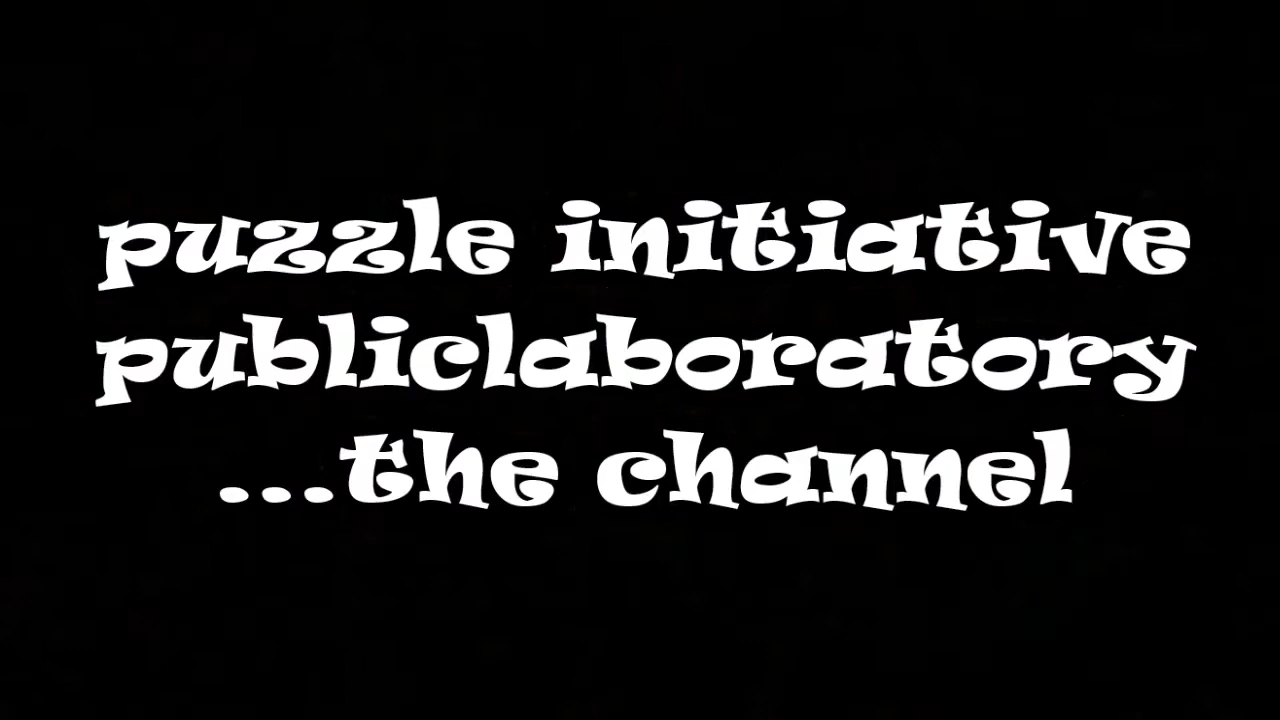 puzzle initiative
publiclaboratory
...the channel